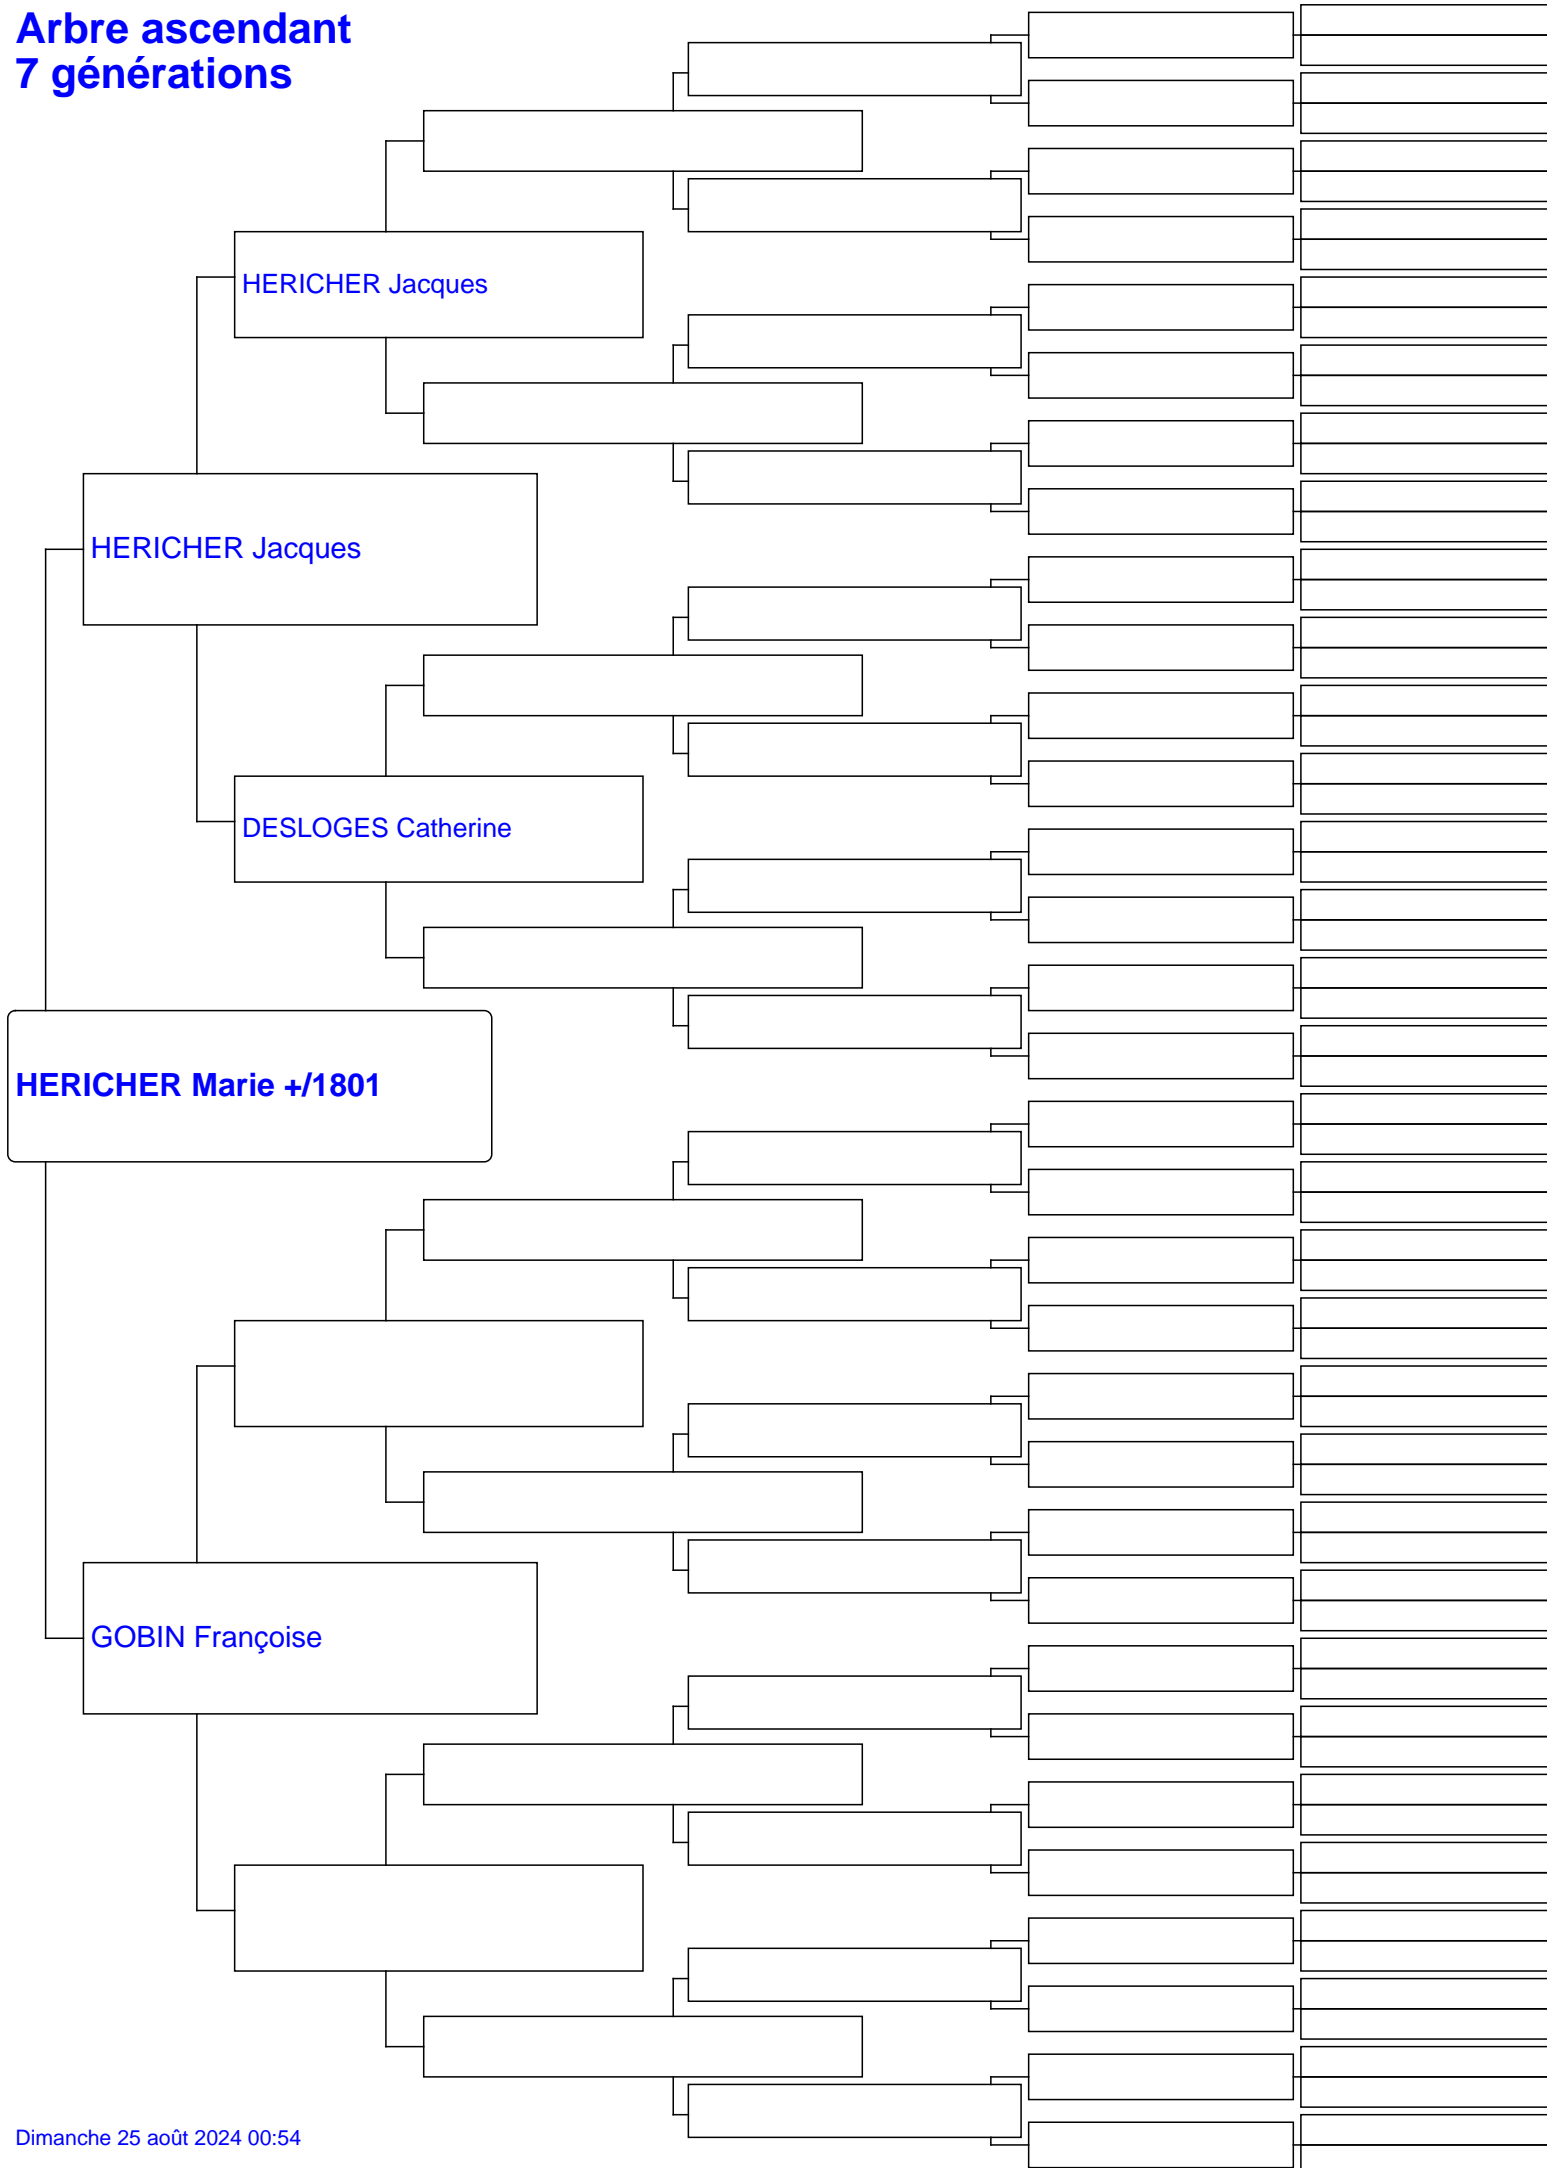 Arbre ascendant
7 générations
HERICHER Jacques
HERICHER Jacques
DESLOGES Catherine
HERICHER Marie +/1801
GOBIN Françoise
Dimanche 25 août 2024 00:54